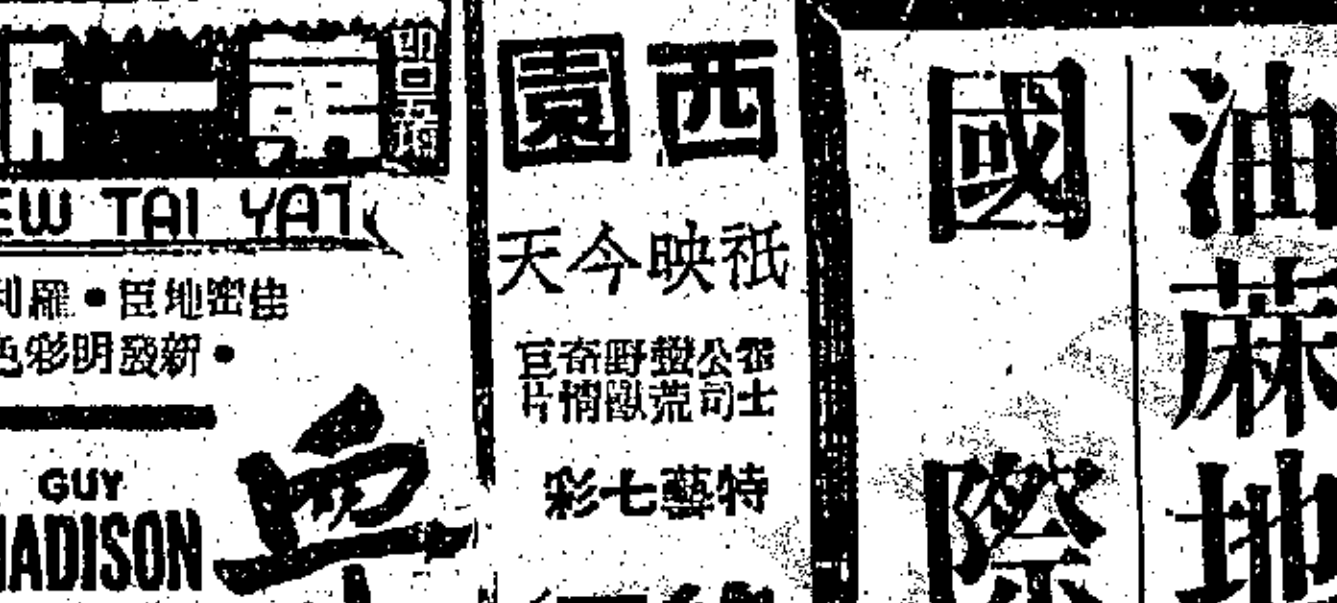 油蔴地
國際
西園
祇映今天
霍士公司蠻荒野獸奇情巨片
特藝七彩
EW TAI YAT
佳密地臣•羅利
•新發明彩色
GUY
MADISON